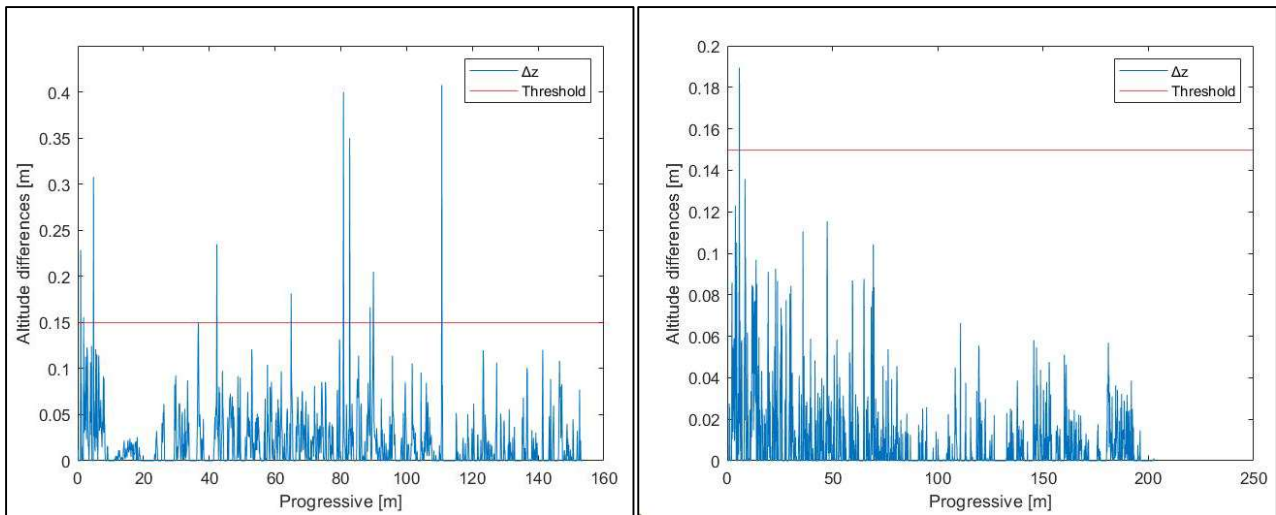 Δz
Threshold
0.4
0.35
0.3
0.25
0.2
0.15
0.1
0.05
0
Altitude differences [m]
0 20 40 60 80 100 120 140 160
Progressive [m]
Δz
Threshold
0.2
0.18
0.16
0.14
0.12
0.1
0.08
0.06
0.04
0.02
0
Altitude differences [m]
0 50 100 150 200 250
Progressive [m]